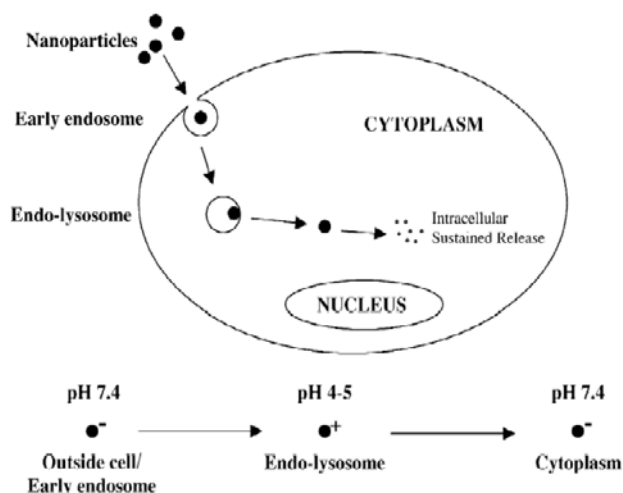 Nanoparticles
Early endosome
CYTOPLASM
Endo-lysosome
Intracellular
Sustained Release
NUCLEUS
pH 7.4
pH 4-5
pH 7.4
-
+
-
Outside cell/
Early endosome
Endo-lysosome
Cytoplasm